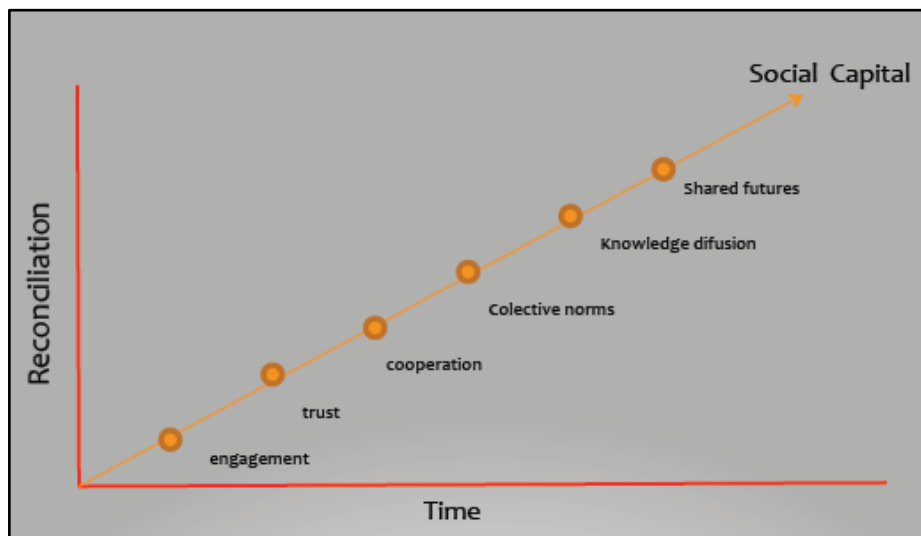 Social Capital
Shared futures
Knowledge difusion
Colective norms
cooperation
trust
engagement
Reconciliation
Time